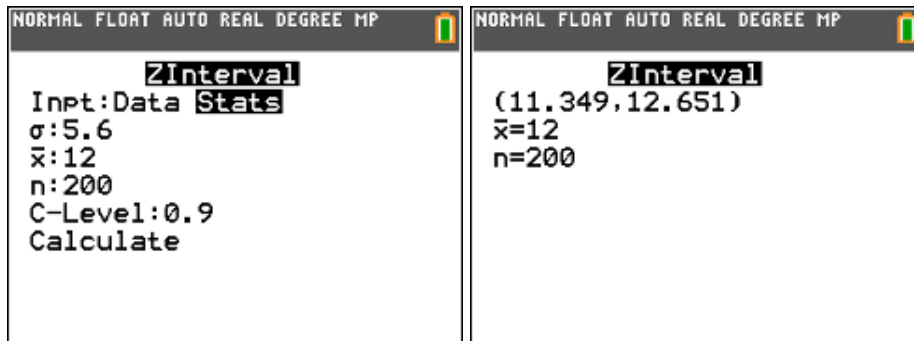 NORMAL FLOAT AUTO REAL DEGREE MP
ZInterval
Inpt:Data Stats
σ:5.6
x̄:12
n:200
C-Level:0.9
Calculate
NORMAL FLOAT AUTO REAL DEGREE MP
ZInterval
(11.349,12.651)
x̄=12
n=200